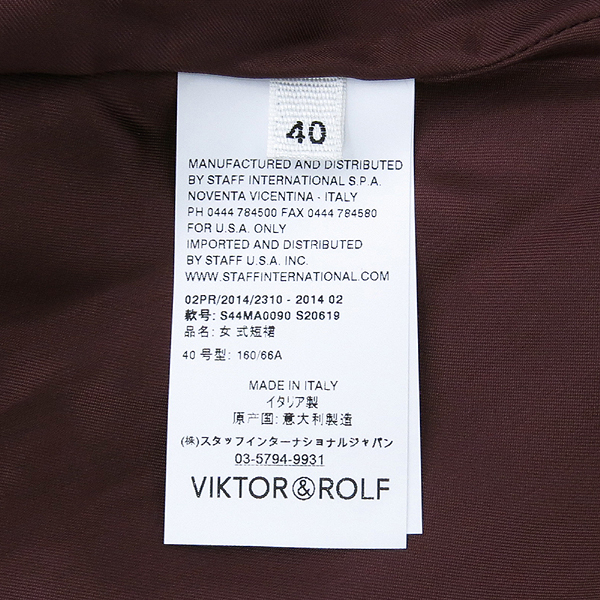 40
MANUFACTURED AND DISTRIBUTED
BY STAFF INTERNATIONAL S.P.A.
NOVENTA VICENTINA - ITALY
PH 0444 784500 FAX 0444 784580
FOR U.S.A. ONLY
IMPORTED AND DISTRIBUTED
BY STAFF U.S.A. INC.
WWW.STAFFINTERNATIONAL.COM
02PR/2014/2310 - 2014 02
款号: S44MA0090 S20619
品名: 女 式短裙
40 号型: 160/66A
MADE IN ITALY
イタリア製
原产国: 意大利製造
(株)スタッフインターナショナルジャパン
03-5794-9931
VIKTOR&ROLF